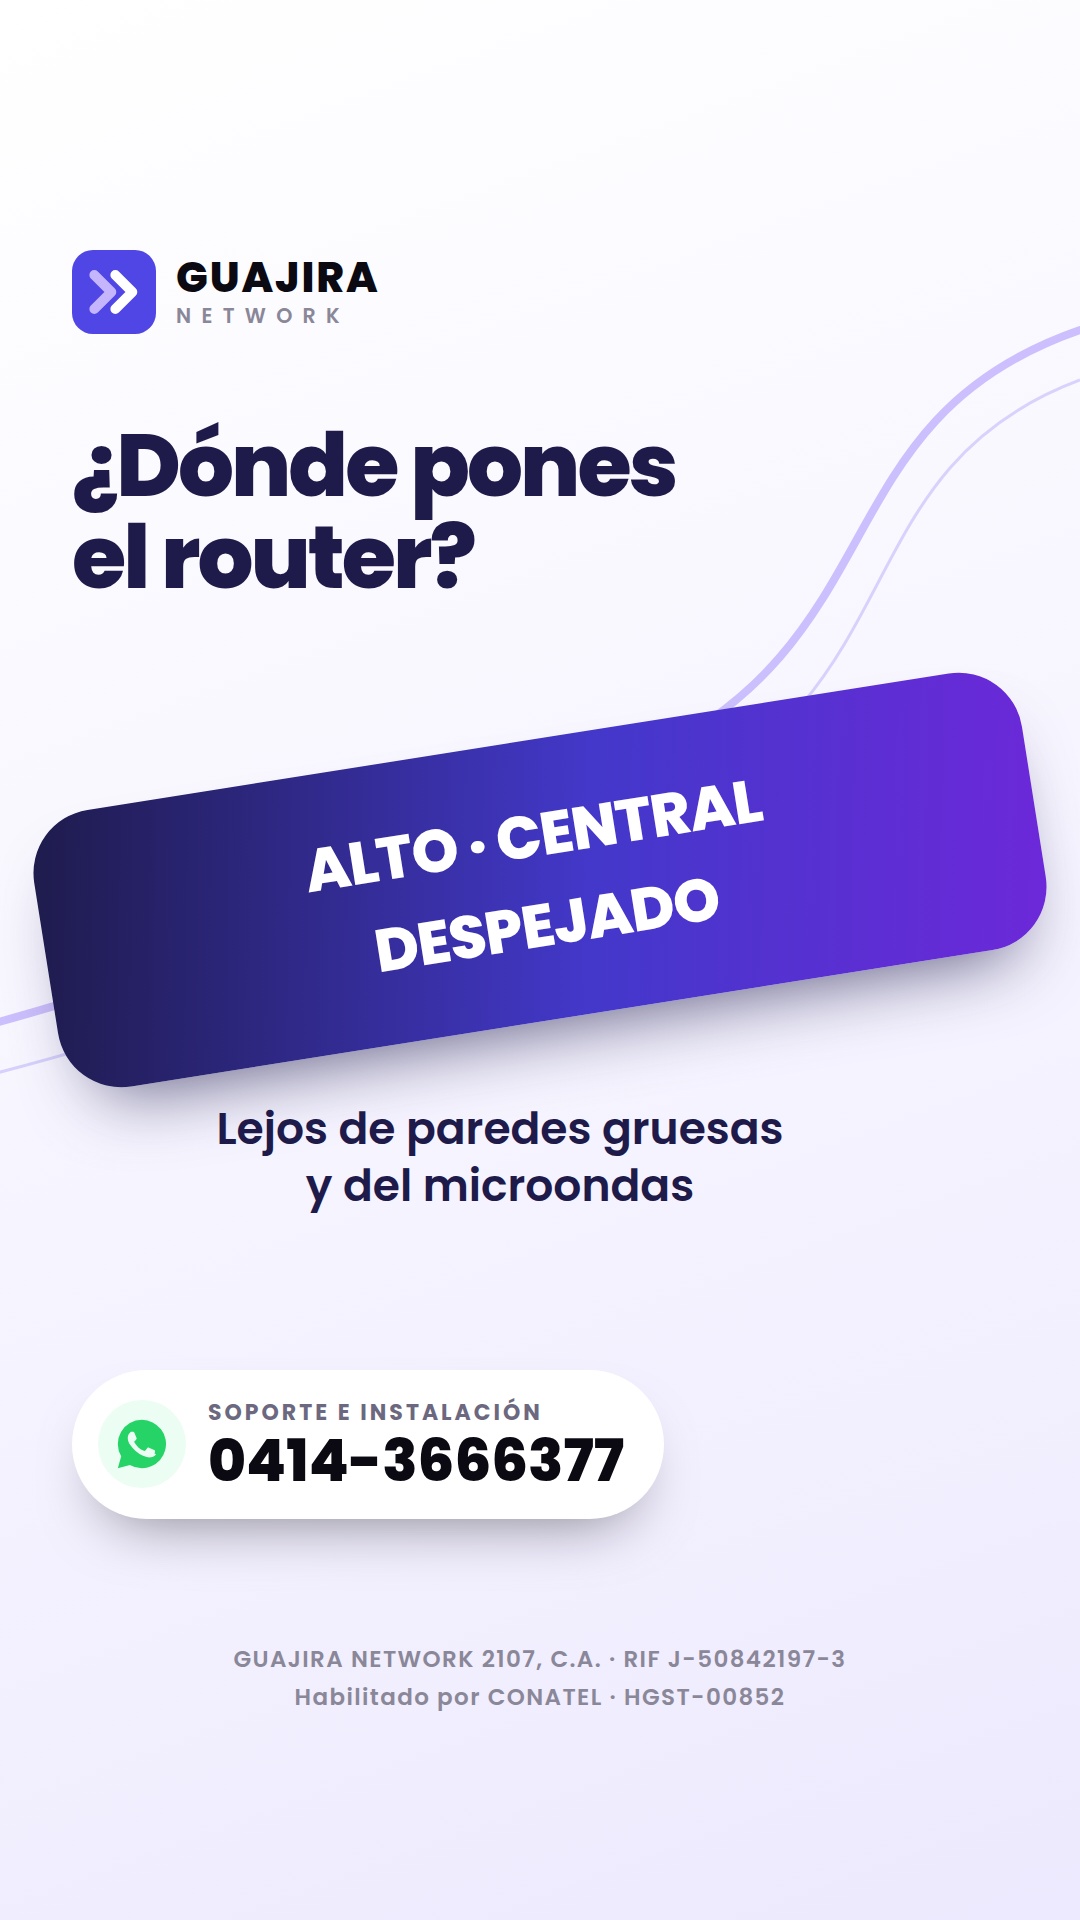 GUAJIRA
NETWORK
¿Dónde pones
el router?
ALTO · CENTRAL
DESPEJADO
Lejos de paredes gruesas
y del microondas
SOPORTE E INSTALACIÓN
0414-3666377
GUAJIRA NETWORK 2107, C.A. · RIF J-50842197-3
Habilitado por CONATEL · HGST-00852